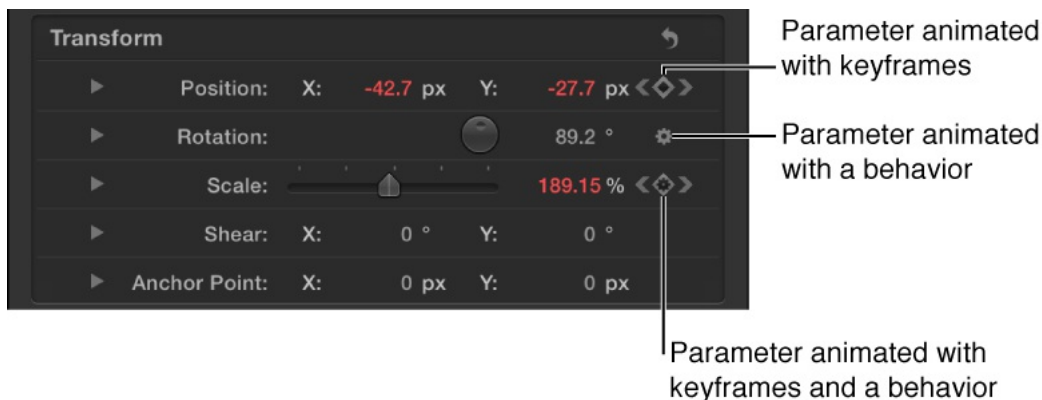 Transform
Position: X: -42.7 px Y: -27.7 px
Rotation: 89.2 °
Scale: 189.15 %
Shear: X: 0 ° Y: 0 °
Anchor Point: X: 0 px Y: 0 px
Parameter animated
with keyframes
Parameter animated
with a behavior
Parameter animated with
keyframes and a behavior